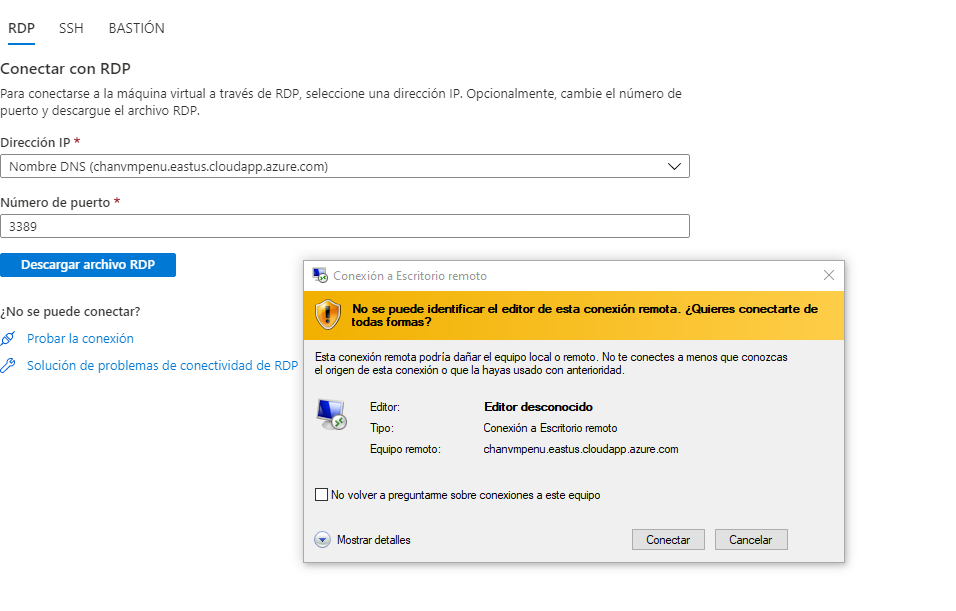 RDP SSH BASTIÓN
Conectar con RDP
Para conectarse a la máquina virtual a través de RDP, seleccione una dirección IP. Opcionalmente, cambie el número de
puerto y descargue el archivo RDP.
Dirección IP *
Nombre DNS (chanvmpenu.eastus.cloudapp.azure.com)
Número de puerto *
3389
Descargar archivo RDP
¿No se puede conectar?
Probar la conexión
Solución de problemas de conectividad de RDP
Conexión a Escritorio remoto
No se puede identificar el editor de esta conexión remota. ¿Quieres conectarte de
todas formas?
Esta conexión remota podría dañar el equipo local o remoto. No te conectes a menos que conozcas
el origen de esta conexión o que la hayas usado con anterioridad.
Editor: Editor desconocido
Tipo: Conexión a Escritorio remoto
Equipo remoto: chanvmpenu.eastus.cloudapp.azure.com
No volver a preguntarme sobre conexiones a este equipo
Mostrar detalles Conectar Cancelar